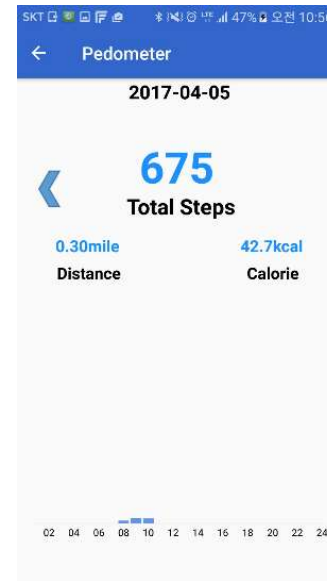 SKT 47% 오전 10:56
Pedometer
2017-04-05
675
Total Steps
0.30mile 42.7kcal
Distance Calorie
02 04 06 08 10 12 14 16 18 20 22 24